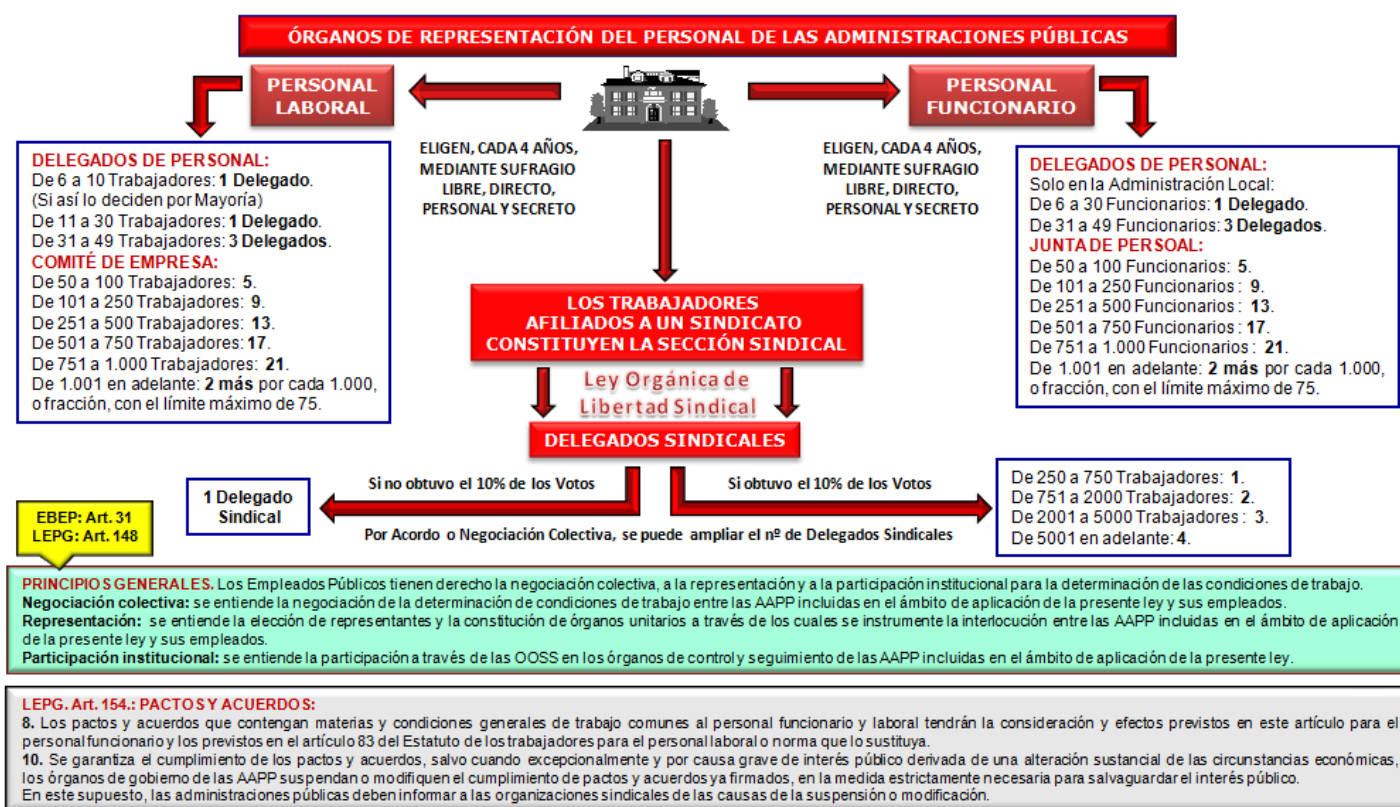 ÓRGANOS DE REPRESENTACIÓN DEL PERSONAL DE LAS ADMINISTRACIONES PÚBLICAS
PERSONAL
LABORAL
PERSONAL
FUNCIONARIO
DELEGADOS DE PERSONAL:
De 6 a 10 Trabajadores: 1 Delegado.
(Si así lo deciden por Mayoría)
De 11 a 30 Trabajadores: 1 Delegado.
De 31 a 49 Trabajadores: 3 Delegados.
COMITÉ DE EMPRESA:
De 50 a 100 Trabajadores: 5.
De 101 a 250 Trabajadores: 9.
De 251 a 500 Trabajadores: 13.
De 501 a 750 Trabajadores: 17.
De 751 a 1.000 Trabajadores: 21.
De 1.001 en adelante: 2 más por cada 1.000,
o fracción, con el límite máximo de 75.
ELIGEN, CADA 4 AÑOS,
MEDIANTE SUFRAGIO
LIBRE, DIRECTO,
PERSONAL Y SECRETO
ELIGEN, CADA 4 AÑOS,
MEDIANTE SUFRAGIO
LIBRE, DIRECTO,
PERSONAL Y SECRETO
DELEGADOS DE PERSONAL:
Solo en la Administración Local:
De 6 a 30 Funcionarios: 1 Delegado.
De 31 a 49 Funcionarios: 3 Delegados.
JUNTA DE PERSOAL:
De 50 a 100 Funcionarios: 5.
De 101 a 250 Funcionarios : 9.
De 251 a 500 Funcionarios : 13.
De 501 a 750 Funcionarios : 17.
De 751 a 1.000 Funcionarios : 21.
De 1.001 en adelante: 2 más por cada 1.000,
o fracción, con el límite máximo de 75.
LOS TRABAJADORES
AFILIADOS A UN SINDICATO
CONSTITUYEN LA SECCIÓN SINDICAL
Ley Orgánica de
Libertad Sindical
DELEGADOS SINDICALES
Si no obtuvo el 10% de los Votos
Si obtuvo el 10% de los Votos
1 Delegado
Sindical
De 250 a 750 Trabajadores: 1.
De 751 a 2000 Trabajadores: 2.
De 2001 a 5000 Trabajadores : 3.
De 5001 en adelante: 4.
Por Acordo o Negociación Colectiva, se puede ampliar el nº de Delegados Sindicales
EBEP: Art. 31
LEPG: Art. 148
PRINCIPIOS GENERALES. Los Empleados Públicos tienen derecho la negociación colectiva, a la representación y a la participación institucional para la determinación de las condiciones de trabajo.
Negociación colectiva: se entiende la negociación de la determinación de condiciones de trabajo entre las AAPP incluidas en el ámbito de aplicación de la presente ley y sus empleados.
Representación: se entiende la elección de representantes y la constitución de órganos unitarios a través de los cuales se instrumente la interlocución entre las AAPP incluidas en el ámbito de aplicación
de la presente ley y sus empleados.
Participación institucional: se entiende la participación a través de las OOSS en los órganos de control y seguimiento de las AAPP incluidas en el ámbito de aplicación de la presente ley.
LEPG. Art. 154.: PACTOS Y ACUERDOS:
8. Los pactos y acuerdos que contengan materias y condiciones generales de trabajo comunes al personal funcionario y laboral tendrán la consideración y efectos previstos en este artículo para el
personal funcionario y los previstos en el artículo 83 del Estatuto de los trabajadores para el personal laboral o norma que lo sustituya.
10. Se garantiza el cumplimiento de los pactos y acuerdos, salvo cuando excepcionalmente y por causa grave de interés público derivada de una alteración sustancial de las circunstancias económicas,
los órganos de gobierno de las AAPP suspendan o modifiquen el cumplimiento de pactos y acuerdos ya firmados, en la medida estrictamente necesaria para salvaguardar el interés público.
En este supuesto, las administraciones públicas deben informar a las organizaciones sindicales de las causas de la suspensión o modificación.